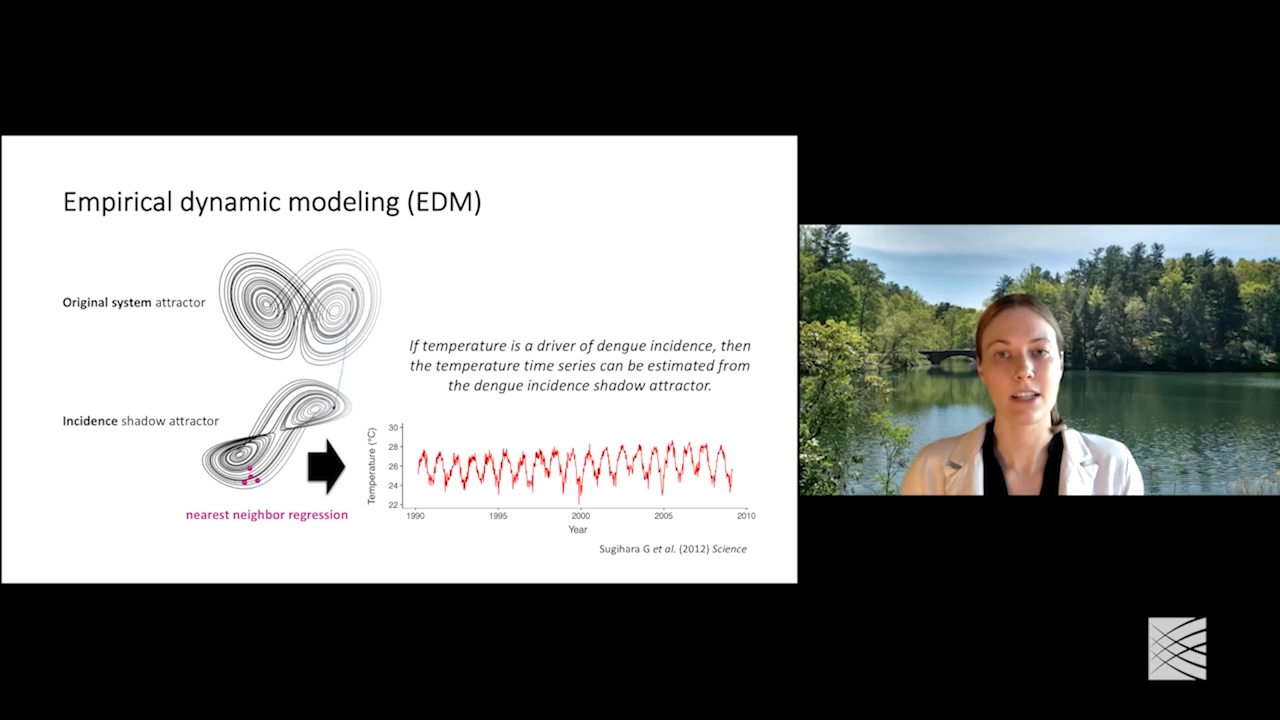 Empirical dynamic modeling (EDM)
Original system attractor
If temperature is a driver of dengue incidence, then
the temperature time series can be estimated from
the dengue incidence shadow attractor.
Incidence shadow attractor
Temperature (°C)
30
28
26
24
22
1990 1995 2000 2005 2010
Year
nearest neighbor regression
Sugihara G et al. (2012) Science